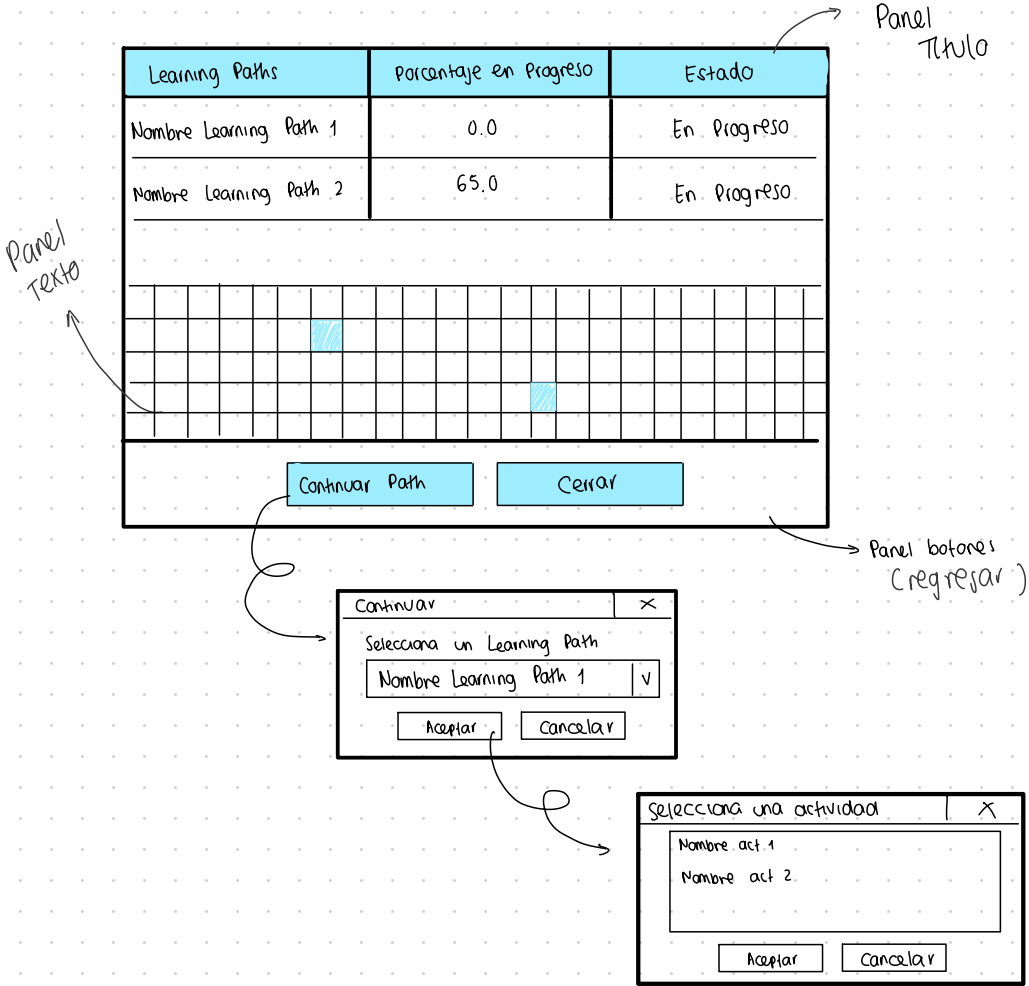 Panel
Título
Learning Paths
Porcentaje en Progreso
Estado
Nombre Learning Path 1
0.0
En Progreso
Nombre Learning Path 2
65.0
En Progreso
Panel
Texto
Continuar Path
Cerrar
Panel botones
(regresar)
Continuar
X
Selecciona un Learning Path
Nombre Learning Path 1
V
Aceptar
Cancelar
Selecciona una actividad
X
Nombre act 1
Nombre act 2
Aceptar
Cancelar